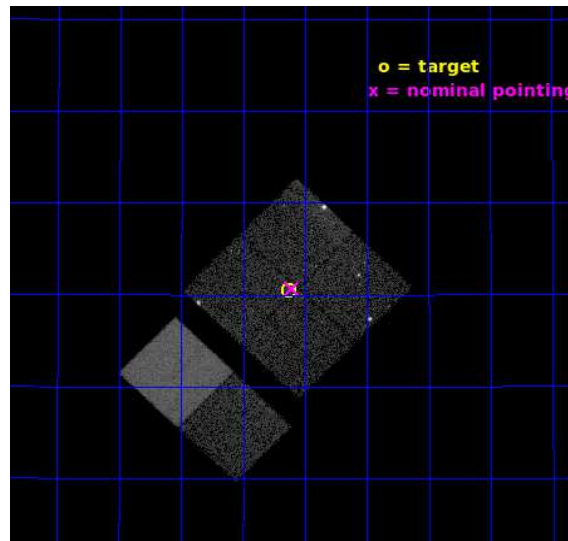 o = target
x = nominal pointing